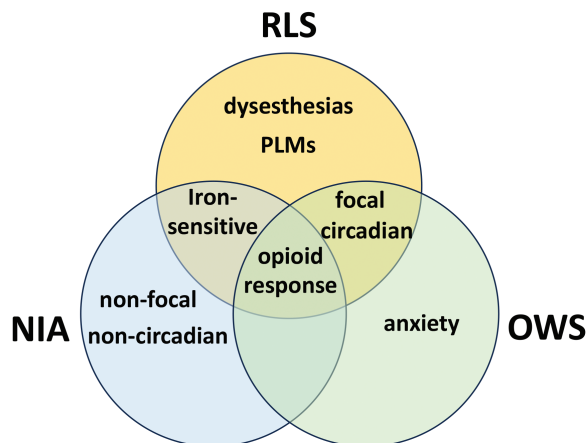 RLS
dysesthesias
PLMs
Iron-
sensitive
focal
circadian
opioid
response
non-focal
non-circadian
anxiety
NIA
OWS